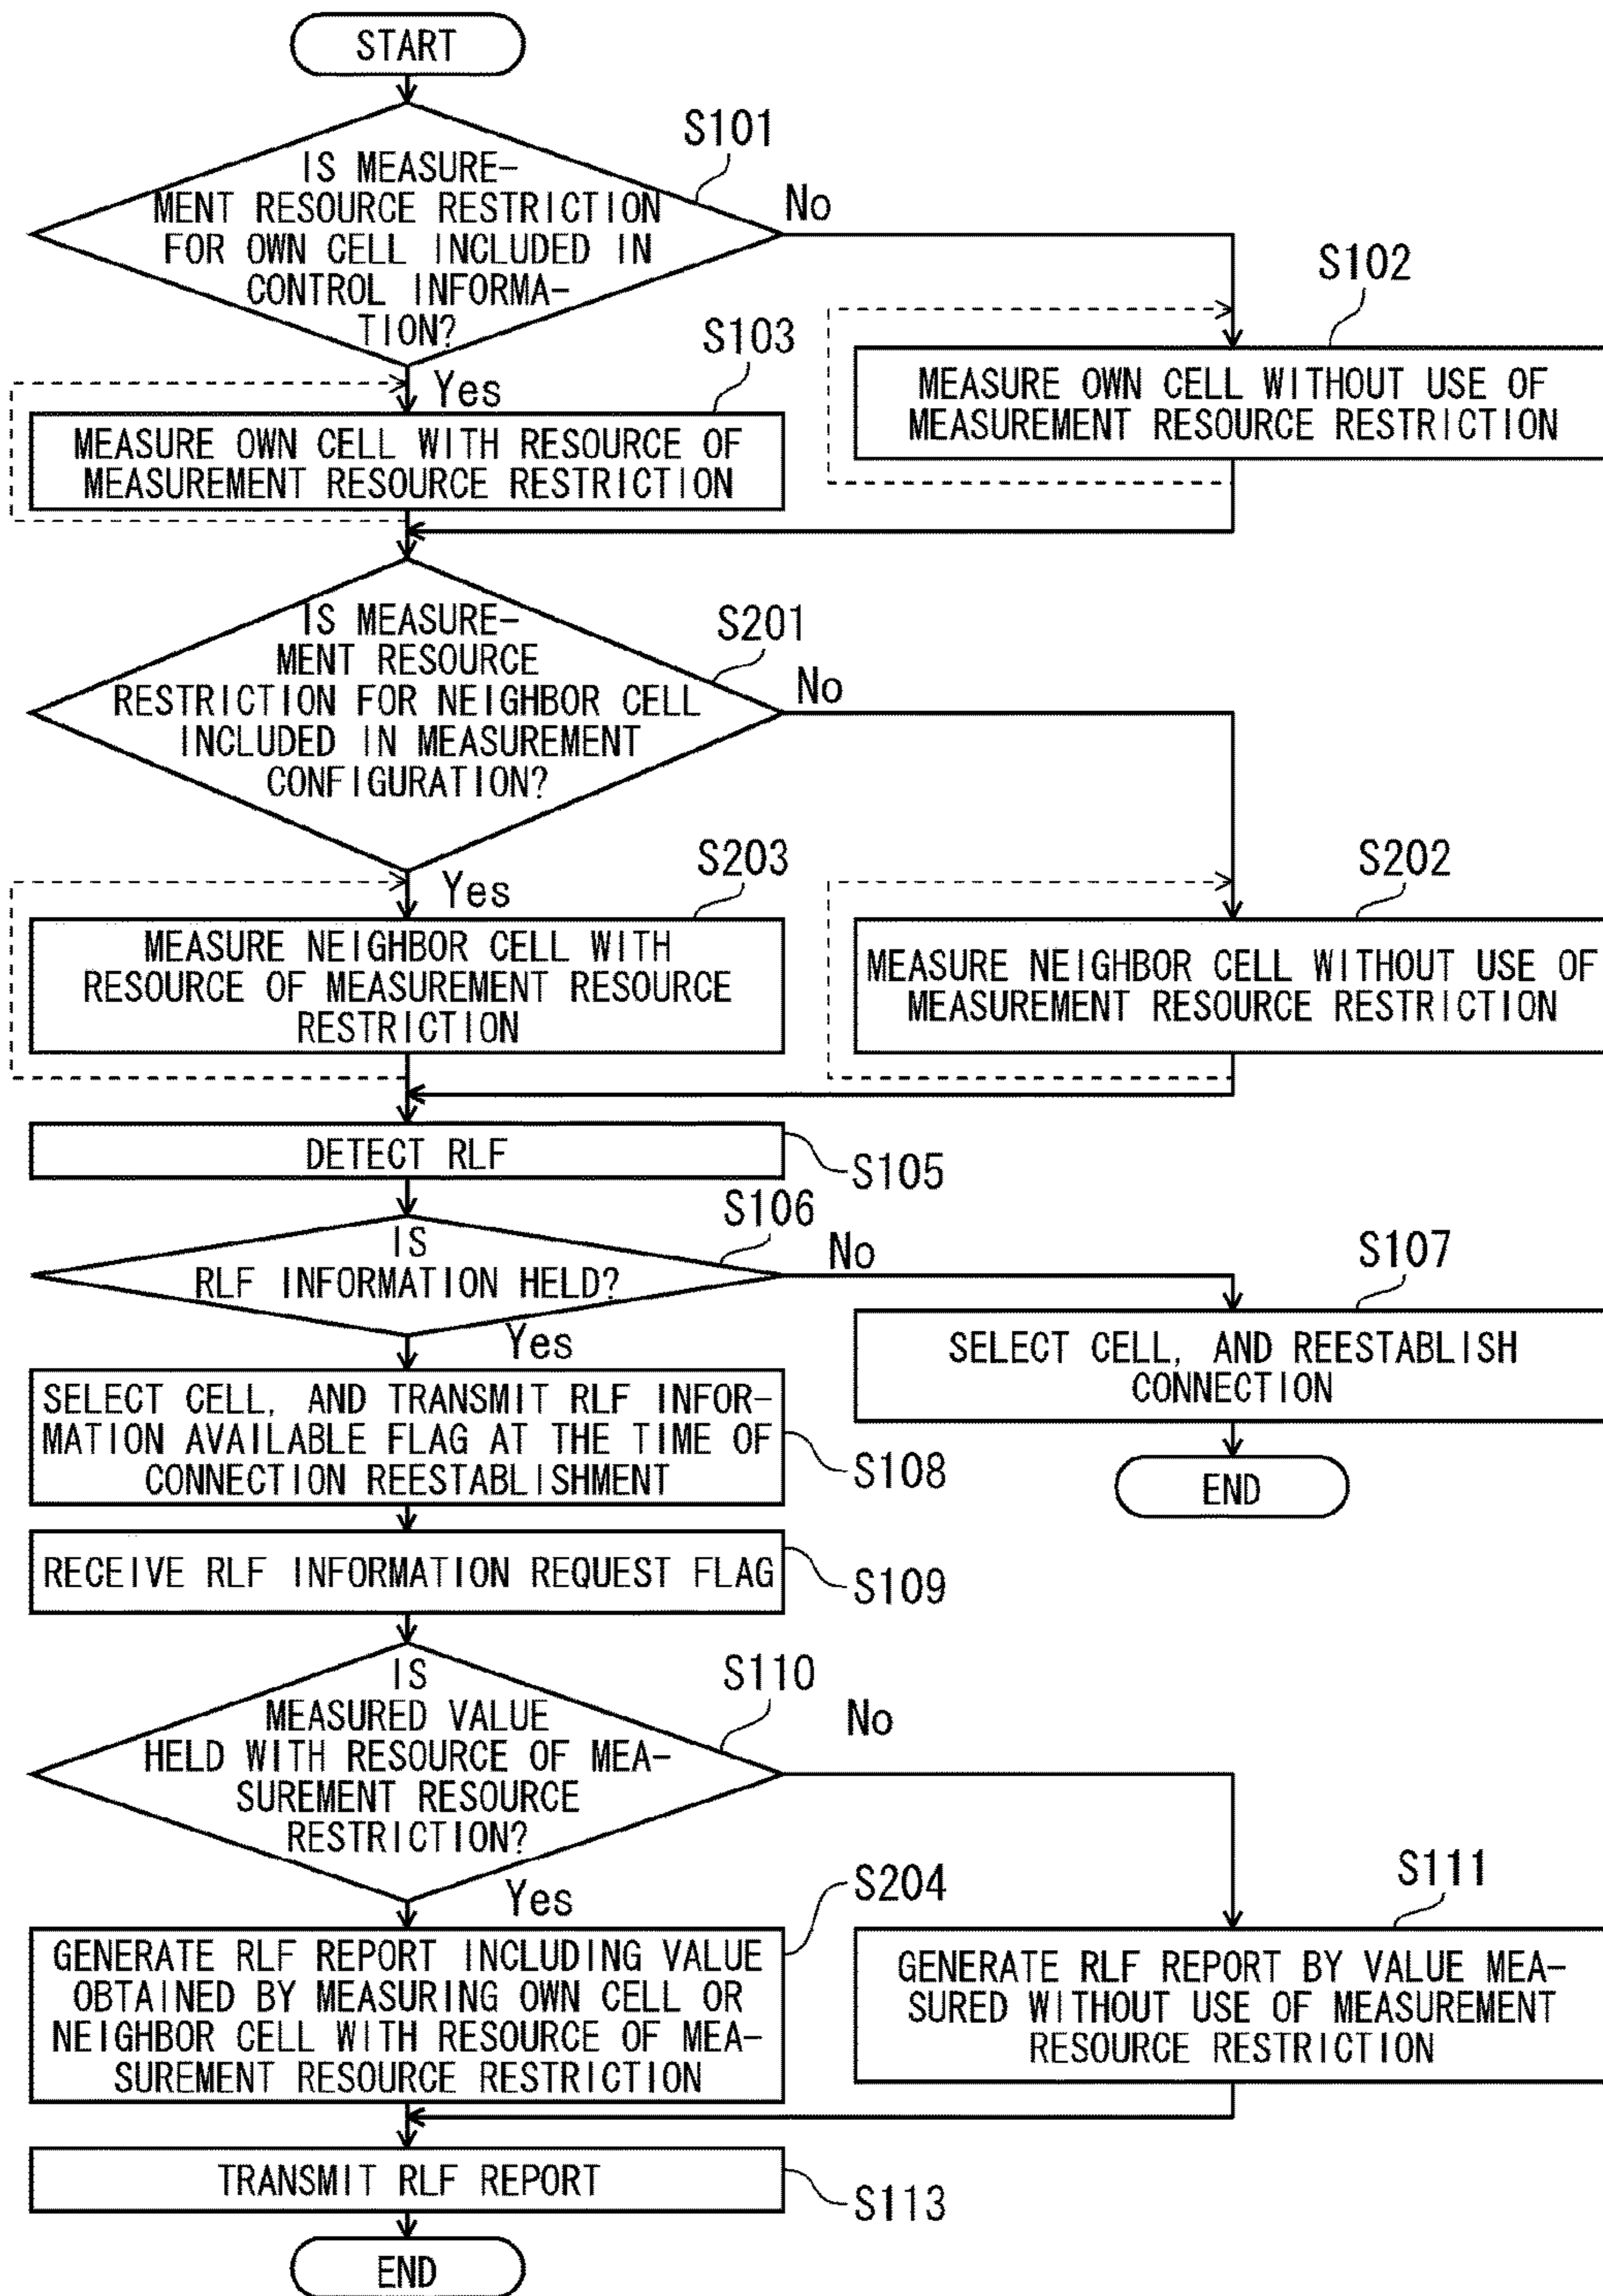 START
S101
IS MEASURE-
MENT RESOURCE RESTRICTION
FOR OWN CELL INCLUDED IN
CONTROL INFORMA-
TION?
No
Yes
S102
MEASURE OWN CELL WITHOUT USE OF
MEASUREMENT RESOURCE RESTRICTION
S103
MEASURE OWN CELL WITH RESOURCE OF
MEASUREMENT RESOURCE RESTRICTION
S201
IS MEASURE-
MENT RESOURCE
RESTRICTION FOR NEIGHBOR CELL
INCLUDED IN MEASUREMENT
CONFIGURATION?
No
Yes
S203
MEASURE NEIGHBOR CELL WITH
RESOURCE OF MEASUREMENT RESOURCE
RESTRICTION
S202
MEASURE NEIGHBOR CELL WITHOUT USE OF
MEASUREMENT RESOURCE RESTRICTION
DETECT RLF
S105
S106
IS
RLF INFORMATION HELD?
No
Yes
S107
SELECT CELL, AND REESTABLISH
CONNECTION
END
SELECT CELL, AND TRANSMIT RLF INFOR-
MATION AVAILABLE FLAG AT THE TIME OF
CONNECTION REESTABLISHMENT
S108
RECEIVE RLF INFORMATION REQUEST FLAG
S109
S110
IS
MEASURED VALUE
HELD WITH RESOURCE OF MEA-
SUREMENT RESOURCE
RESTRICTION?
No
Yes
S204
GENERATE RLF REPORT INCLUDING VALUE
OBTAINED BY MEASURING OWN CELL OR
NEIGHBOR CELL WITH RESOURCE OF MEA-
SUREMENT RESOURCE RESTRICTION
S111
GENERATE RLF REPORT BY VALUE MEA-
SURED WITHOUT USE OF MEASUREMENT
RESOURCE RESTRICTION
TRANSMIT RLF REPORT
S113
END